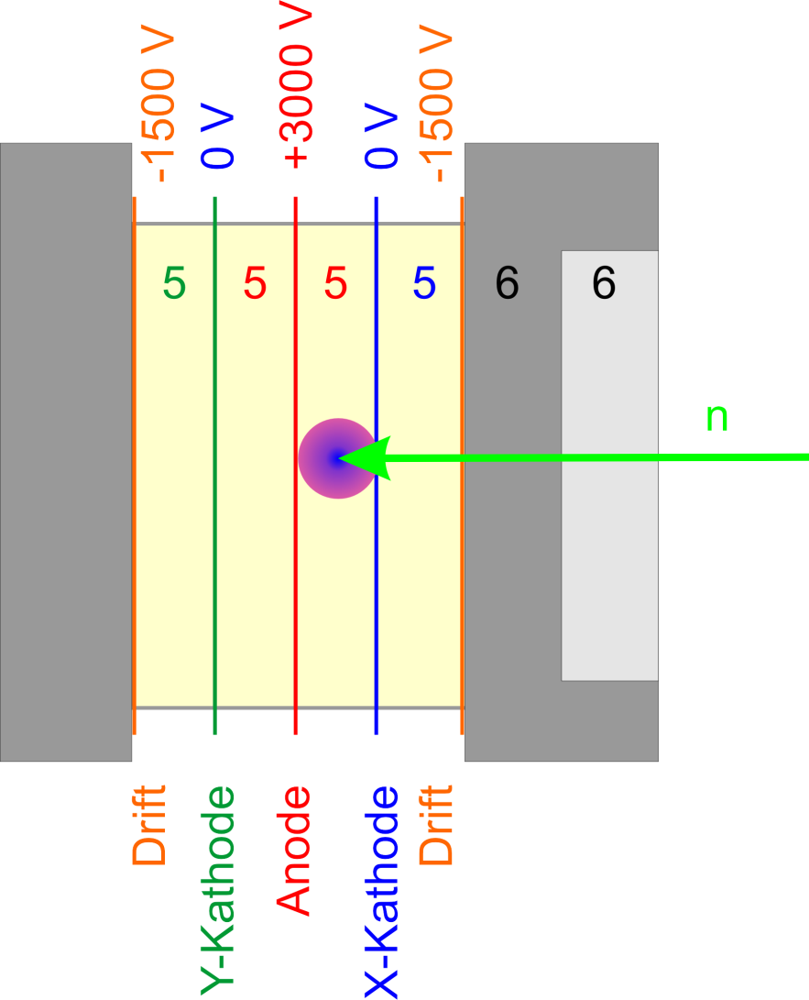 -1500 V
0 V
+3000 V
0 V
-1500 V
5
5
5
5
6
6
n
Drift
Y-Kathode
Anode
X-Kathode
Drift